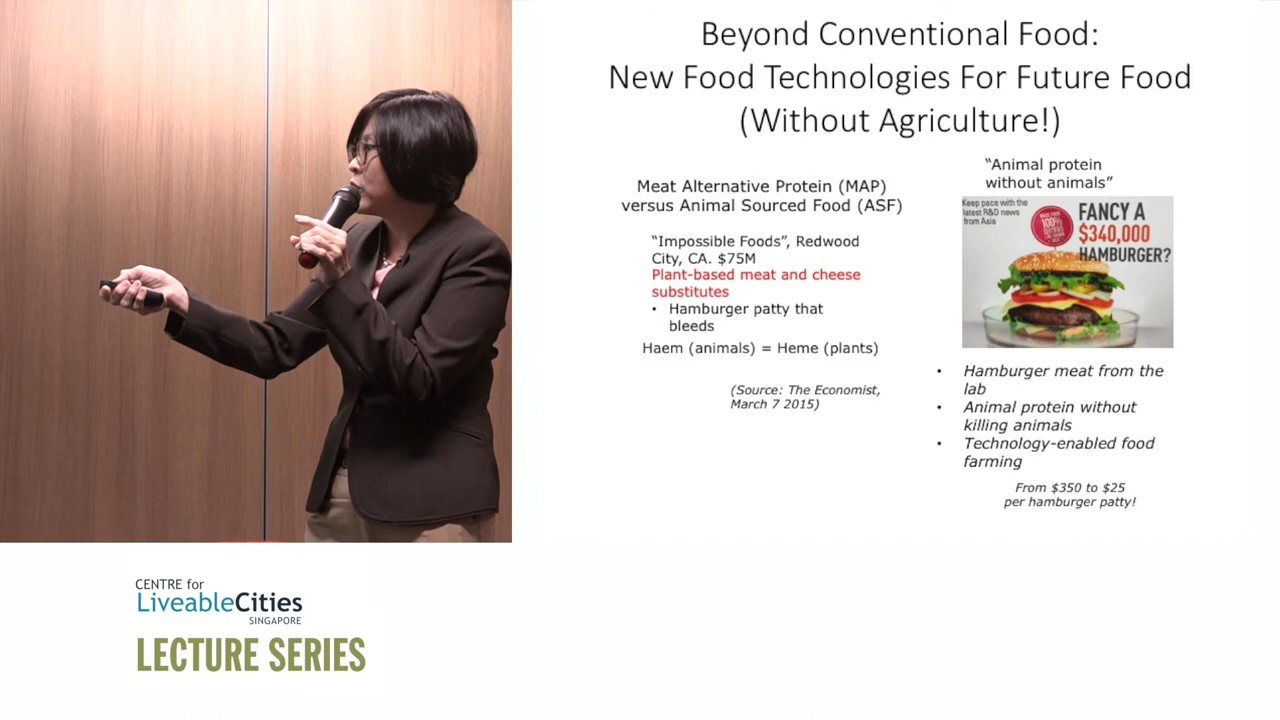 Beyond Conventional Food:
New Food Technologies For Future Food
(Without Agriculture!)
Meat Alternative Protein (MAP)
versus Animal Sourced Food (ASF)
“Impossible Foods”, Redwood
City, CA. $75M
Plant-based meat and cheese
substitutes
• Hamburger patty that
bleeds
Haem (animals) = Heme (plants)
(Source: The Economist,
March 7 2015)
“Animal protein
without animals”
Keep pace with the
latest R&D news
from Asia
100%
FANCY A
$340,000
HAMBURGER?
• Hamburger meat from the
lab
• Animal protein without
killing animals
• Technology-enabled food
farming
From $350 to $25
per hamburger patty!
CENTRE for
LiveableCities
SINGAPORE
LECTURE SERIES